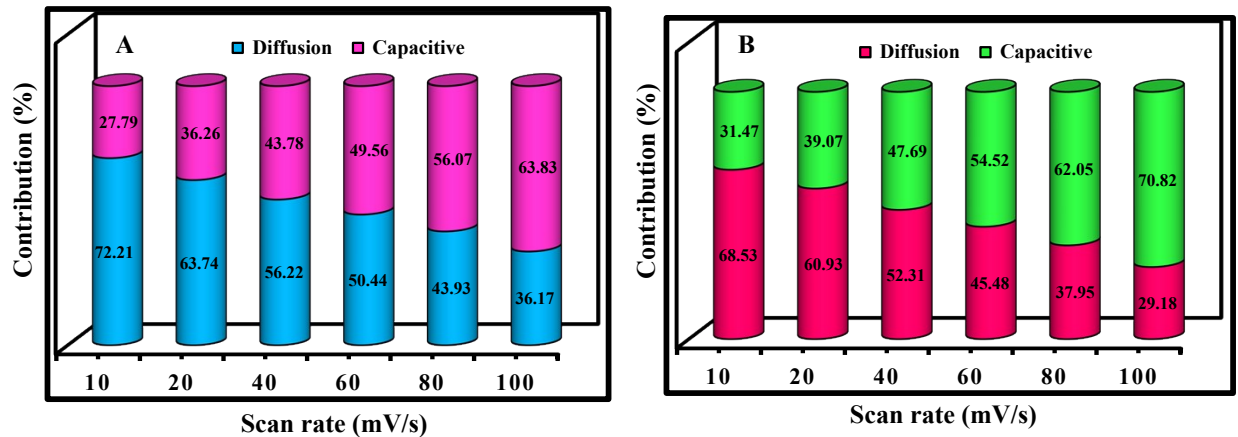 A
Diffusion Capacitive
Contribution (%)
27.79 36.26 43.78 49.56 56.07 63.83
72.21 63.74 56.22 50.44 43.93 36.17
10 20 40 60 80 100
Scan rate (mV/s)
B
Diffusion Capacitive
Contribution (%)
31.47 39.07 47.69 54.52 62.05 70.82
68.53 60.93 52.31 45.48 37.95 29.18
10 20 40 60 80 100
Scan rate (mV/s)